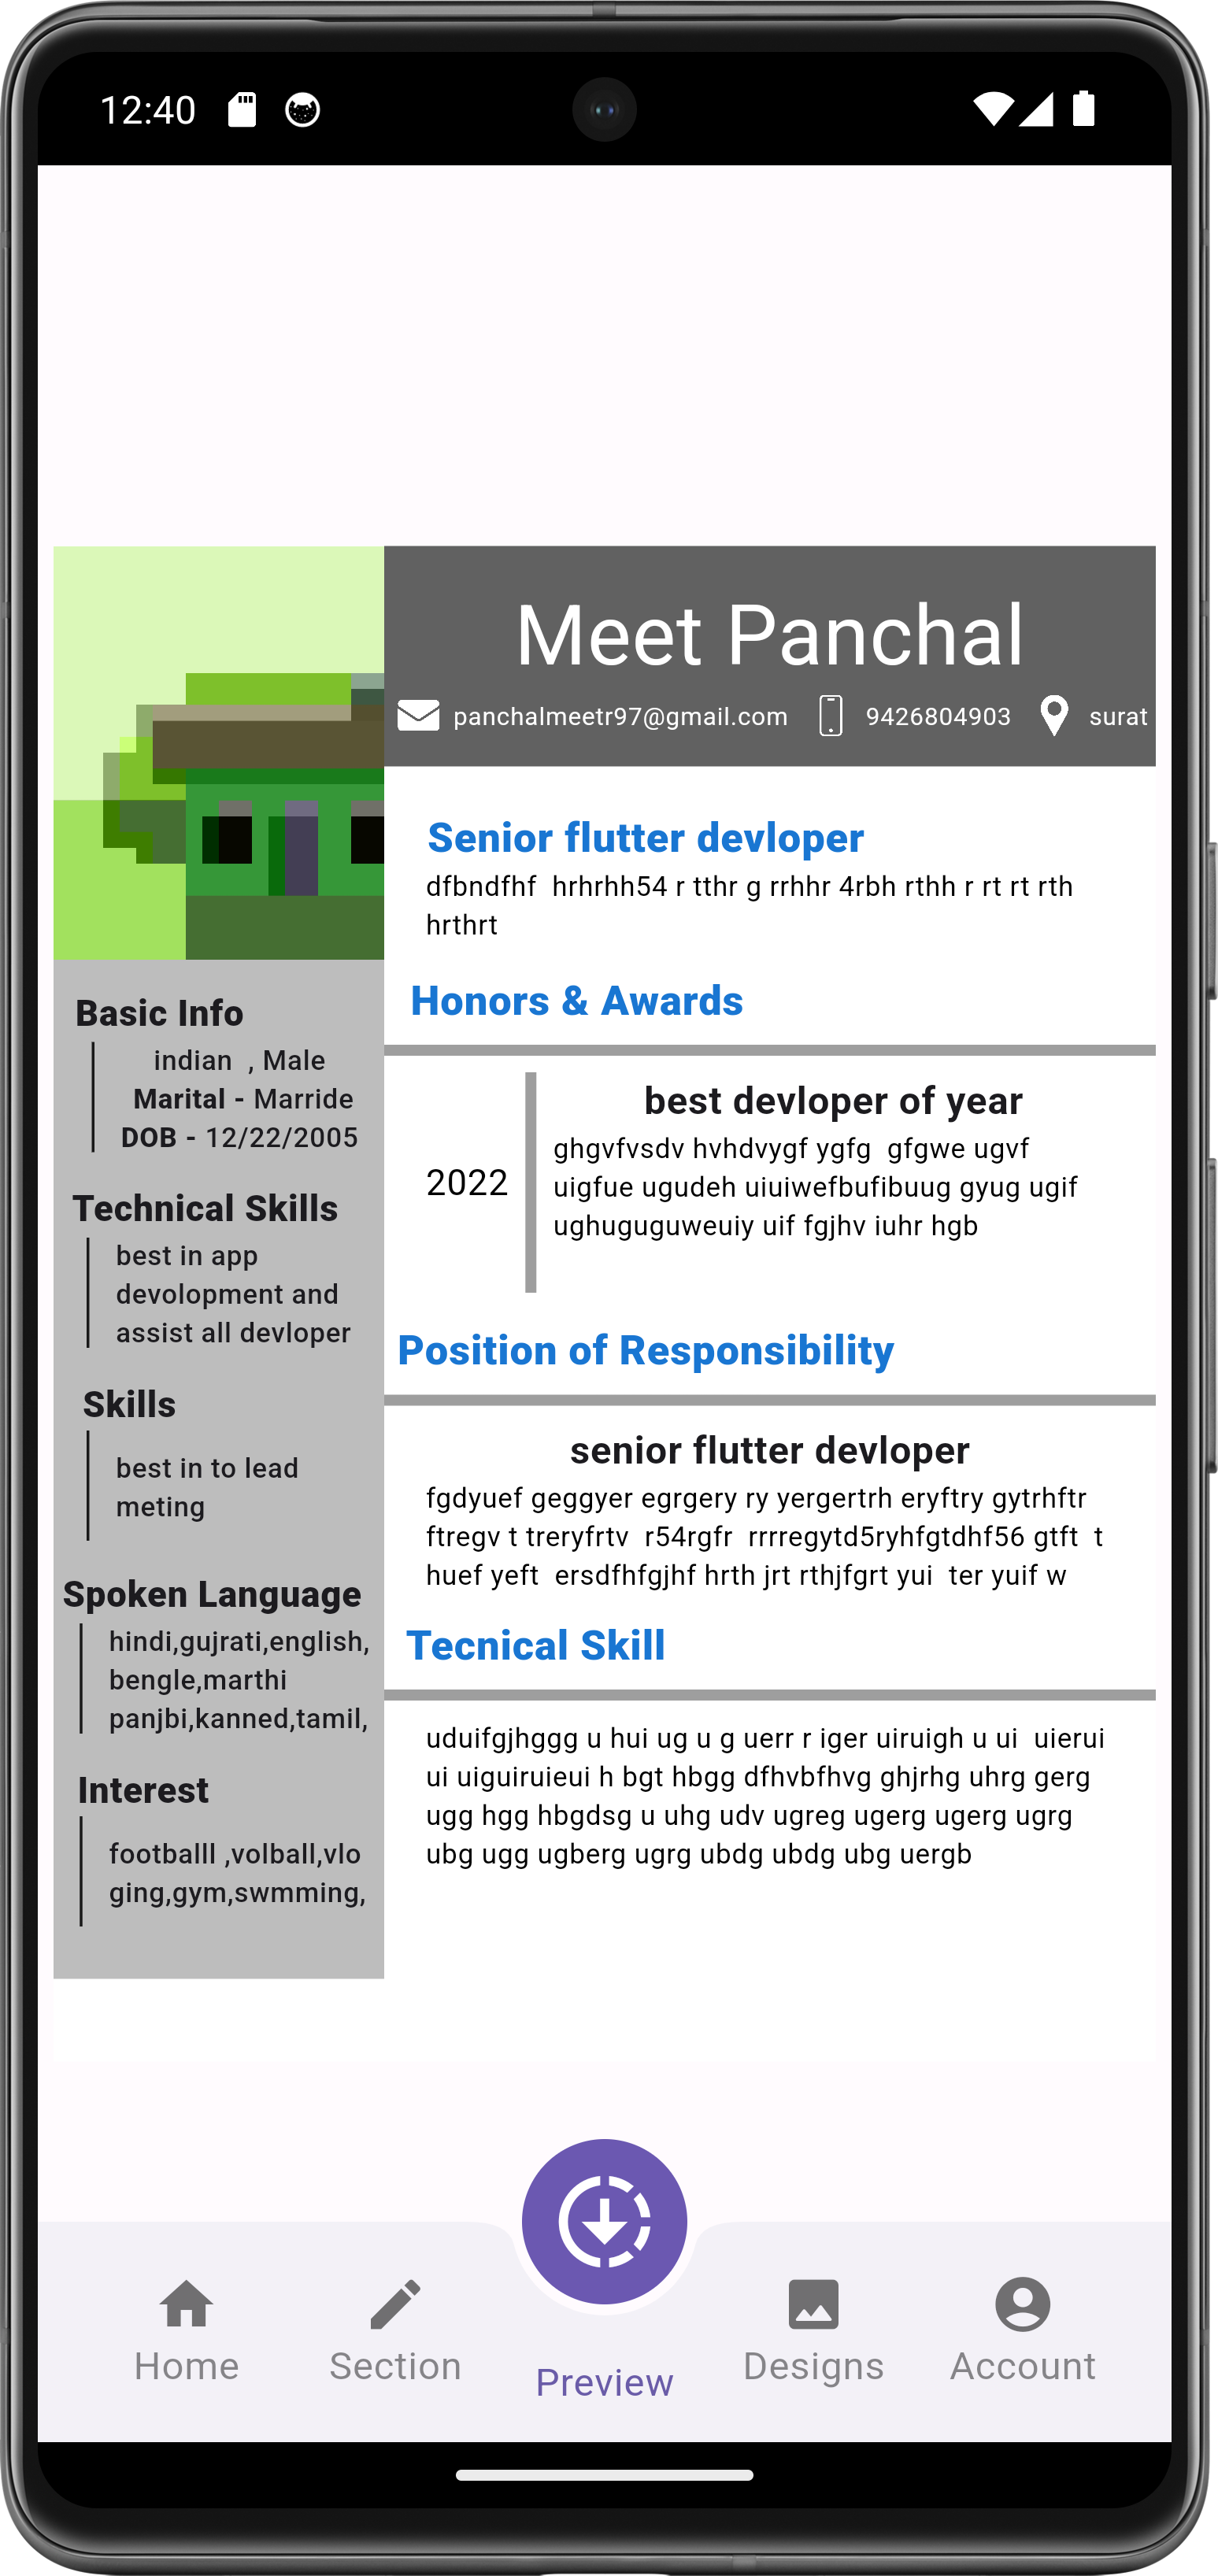 12:40
Meet Panchal
panchalmeetr97@gmail.com 9426804903 surat
Basic Info
indian , Male
Marital - Marride
DOB - 12/22/2005
Technical Skills
best in app
devolopment and
assist all devloper
Skills
best in to lead
meting
Spoken Language
hindi,gujrati,english,
bengle,marthi
panjbi,kanned,tamil,
Interest
footballl ,volball,vlo
ging,gym,swmming,
Senior flutter devloper
dfbndfhf hrhrhh54 r tthr g rrhhr 4rbh rthh r rt rt rth
hrthrt
Honors & Awards
2022
best devloper of year
ghgvfvsdv hvhdvygf ygfg gfgwe ugvf
uigfue ugudeh uiuiwefbufibuug gyug ugif
ughuguguweuiy uif fgjhv iuhr hgb
Position of Responsibility
senior flutter devloper
fgdyuef geggyer egrgery ry yergertrh eryftry gytrhftr
ftregv t treryfrtv r54rgfr rrrregytd5ryhfgtdhf56 gtft t
huef yeft ersdfhfgjhf hrth jrt rthjfgrt yui ter yuif w
Tecnical Skill
uduifgjhggg u hui ug u g uerr r iger uiruigh u ui uierui
ui uiguiruieui h bgt hbgg dfhvbfhvg ghjrhg uhrg gerg
ugg hgg hbgdsg u uhg udv ugreg ugerg ugerg ugrg
ubg ugg ugberg ugrg ubdg ubdg ubg uergb
Home Section Preview Designs Account